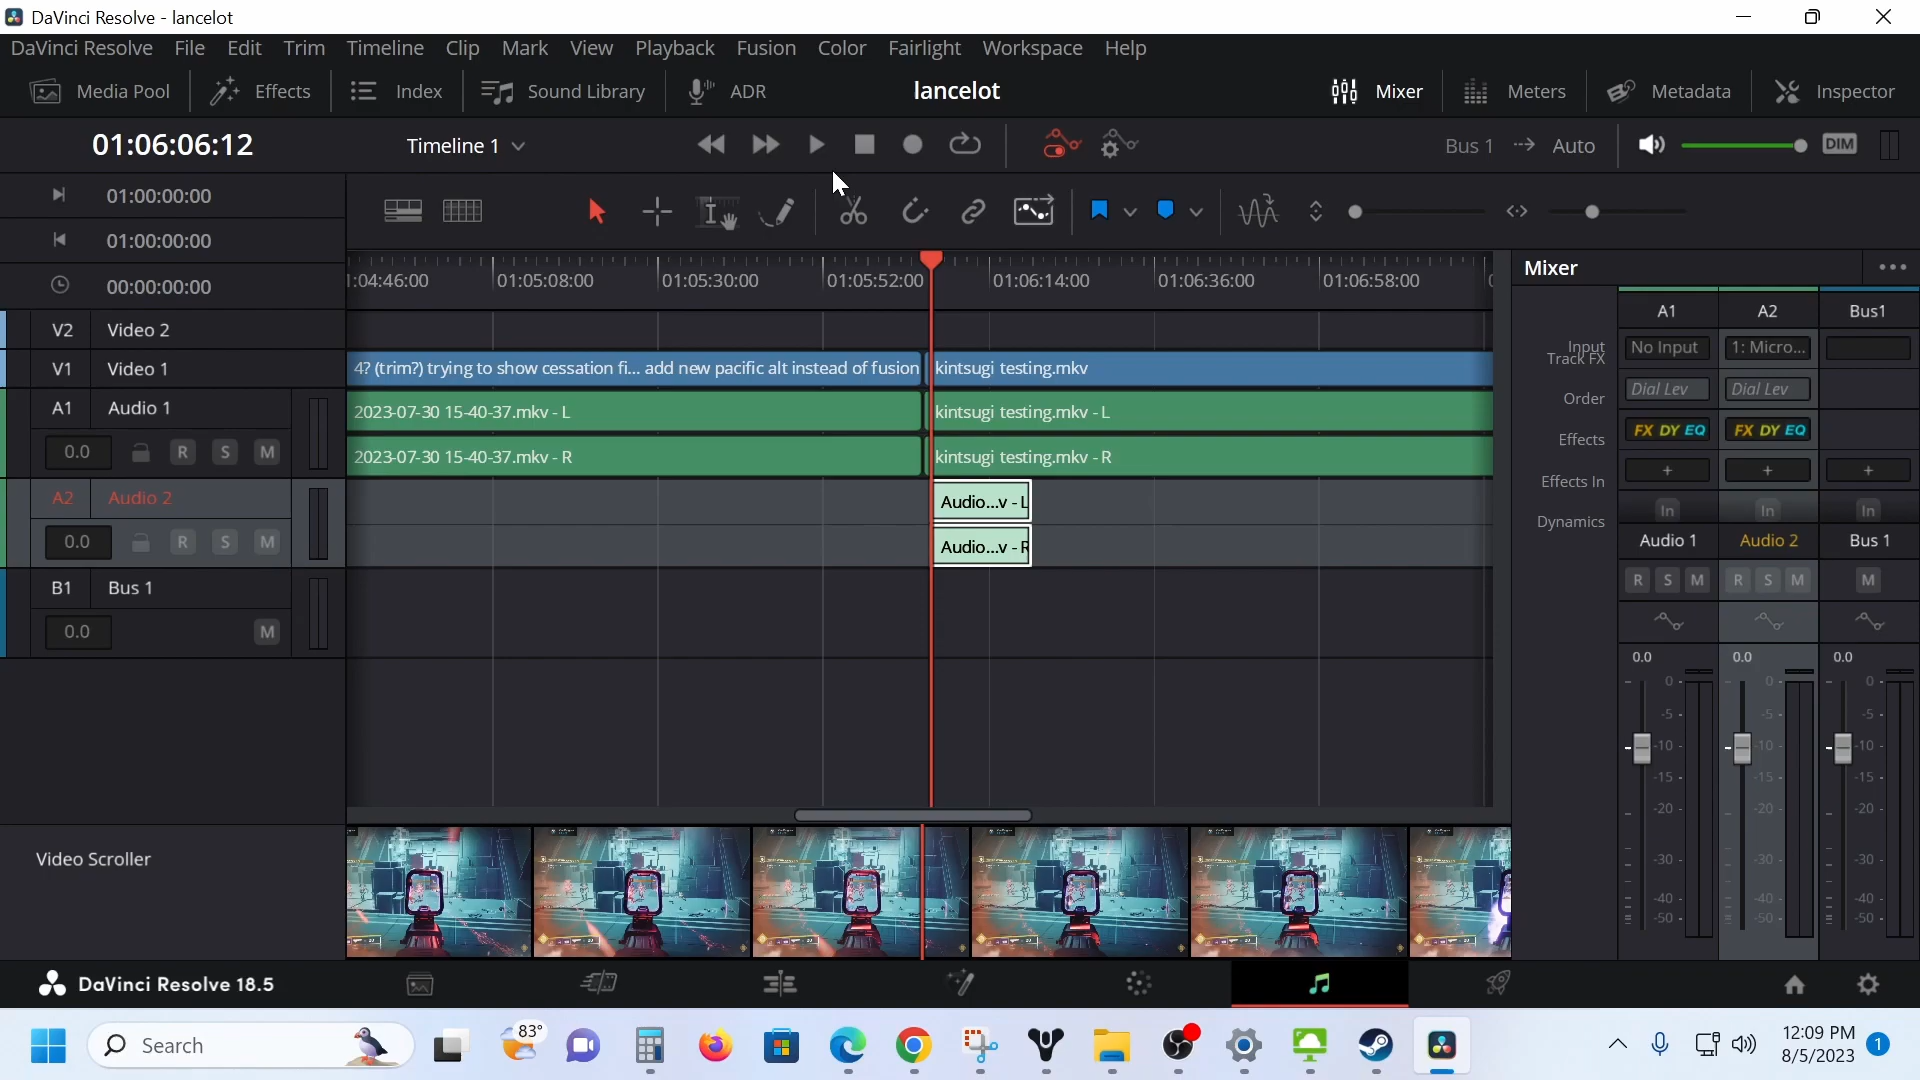 DaVinci Resolve - lancelot
DaVinci Resolve File Edit Trim Timeline Clip Mark View Playback Fusion Color Fairlight Workspace Help
Media Pool Effects Index Sound Library ADR lancelot Mixer Meters Metadata Inspector
01:06:06:12 Timeline 1 Bus 1 Auto DIM
01:00:00:00
01:00:00:00
00:00:00:00
1:04:46:00 01:05:08:00 01:05:30:00 01:05:52:00 01:06:14:00 01:06:36:00 01:06:58:00
V2 Video 2
V1 Video 1 4? (trim?) trying to show cessation fi... add new pacific alt instead of fusion kintsugi testing.mkv
A1 Audio 1 2023-07-30 15-40-37.mkv - L kintsugi testing.mkv - L
0.0 R S M 2023-07-30 15-40-37.mkv - R kintsugi testing.mkv - R
A2 Audio 2 Audio...v - L
0.0 R S M Audio...v - R
B1 Bus 1
0.0 M
Video Scroller
Mixer
A1 A2 Bus1
Input No Input 1: Micro...
Track FX
Order Dial Lev Dial Lev
Effects FX DY EQ FX DY EQ
Effects In + + +
Dynamics In In In
Audio 1 Audio 2 Bus 1
R S M R S M M
0.0 0.0 0.0
0 0 0
-5 -5 -5
-10 -10 -10
-15 -15 -15
-20 -20 -20
-30 -30 -30
-40 -40 -40
-50 -50 -50
DaVinci Resolve 18.5
Search 83° 12:09 PM 1
8/5/2023